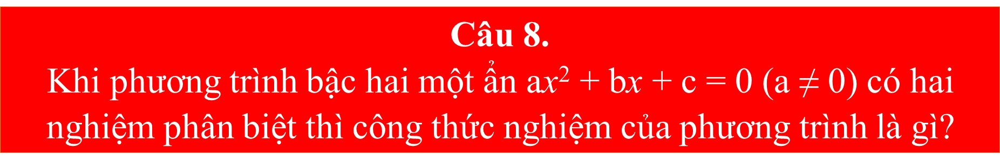 Câu 8.
Khi phương trình bậc hai một ẩn ax² + bx + c = 0 (a ≠ 0) có hai
nghiệm phân biệt thì công thức nghiệm của phương trình là gì?